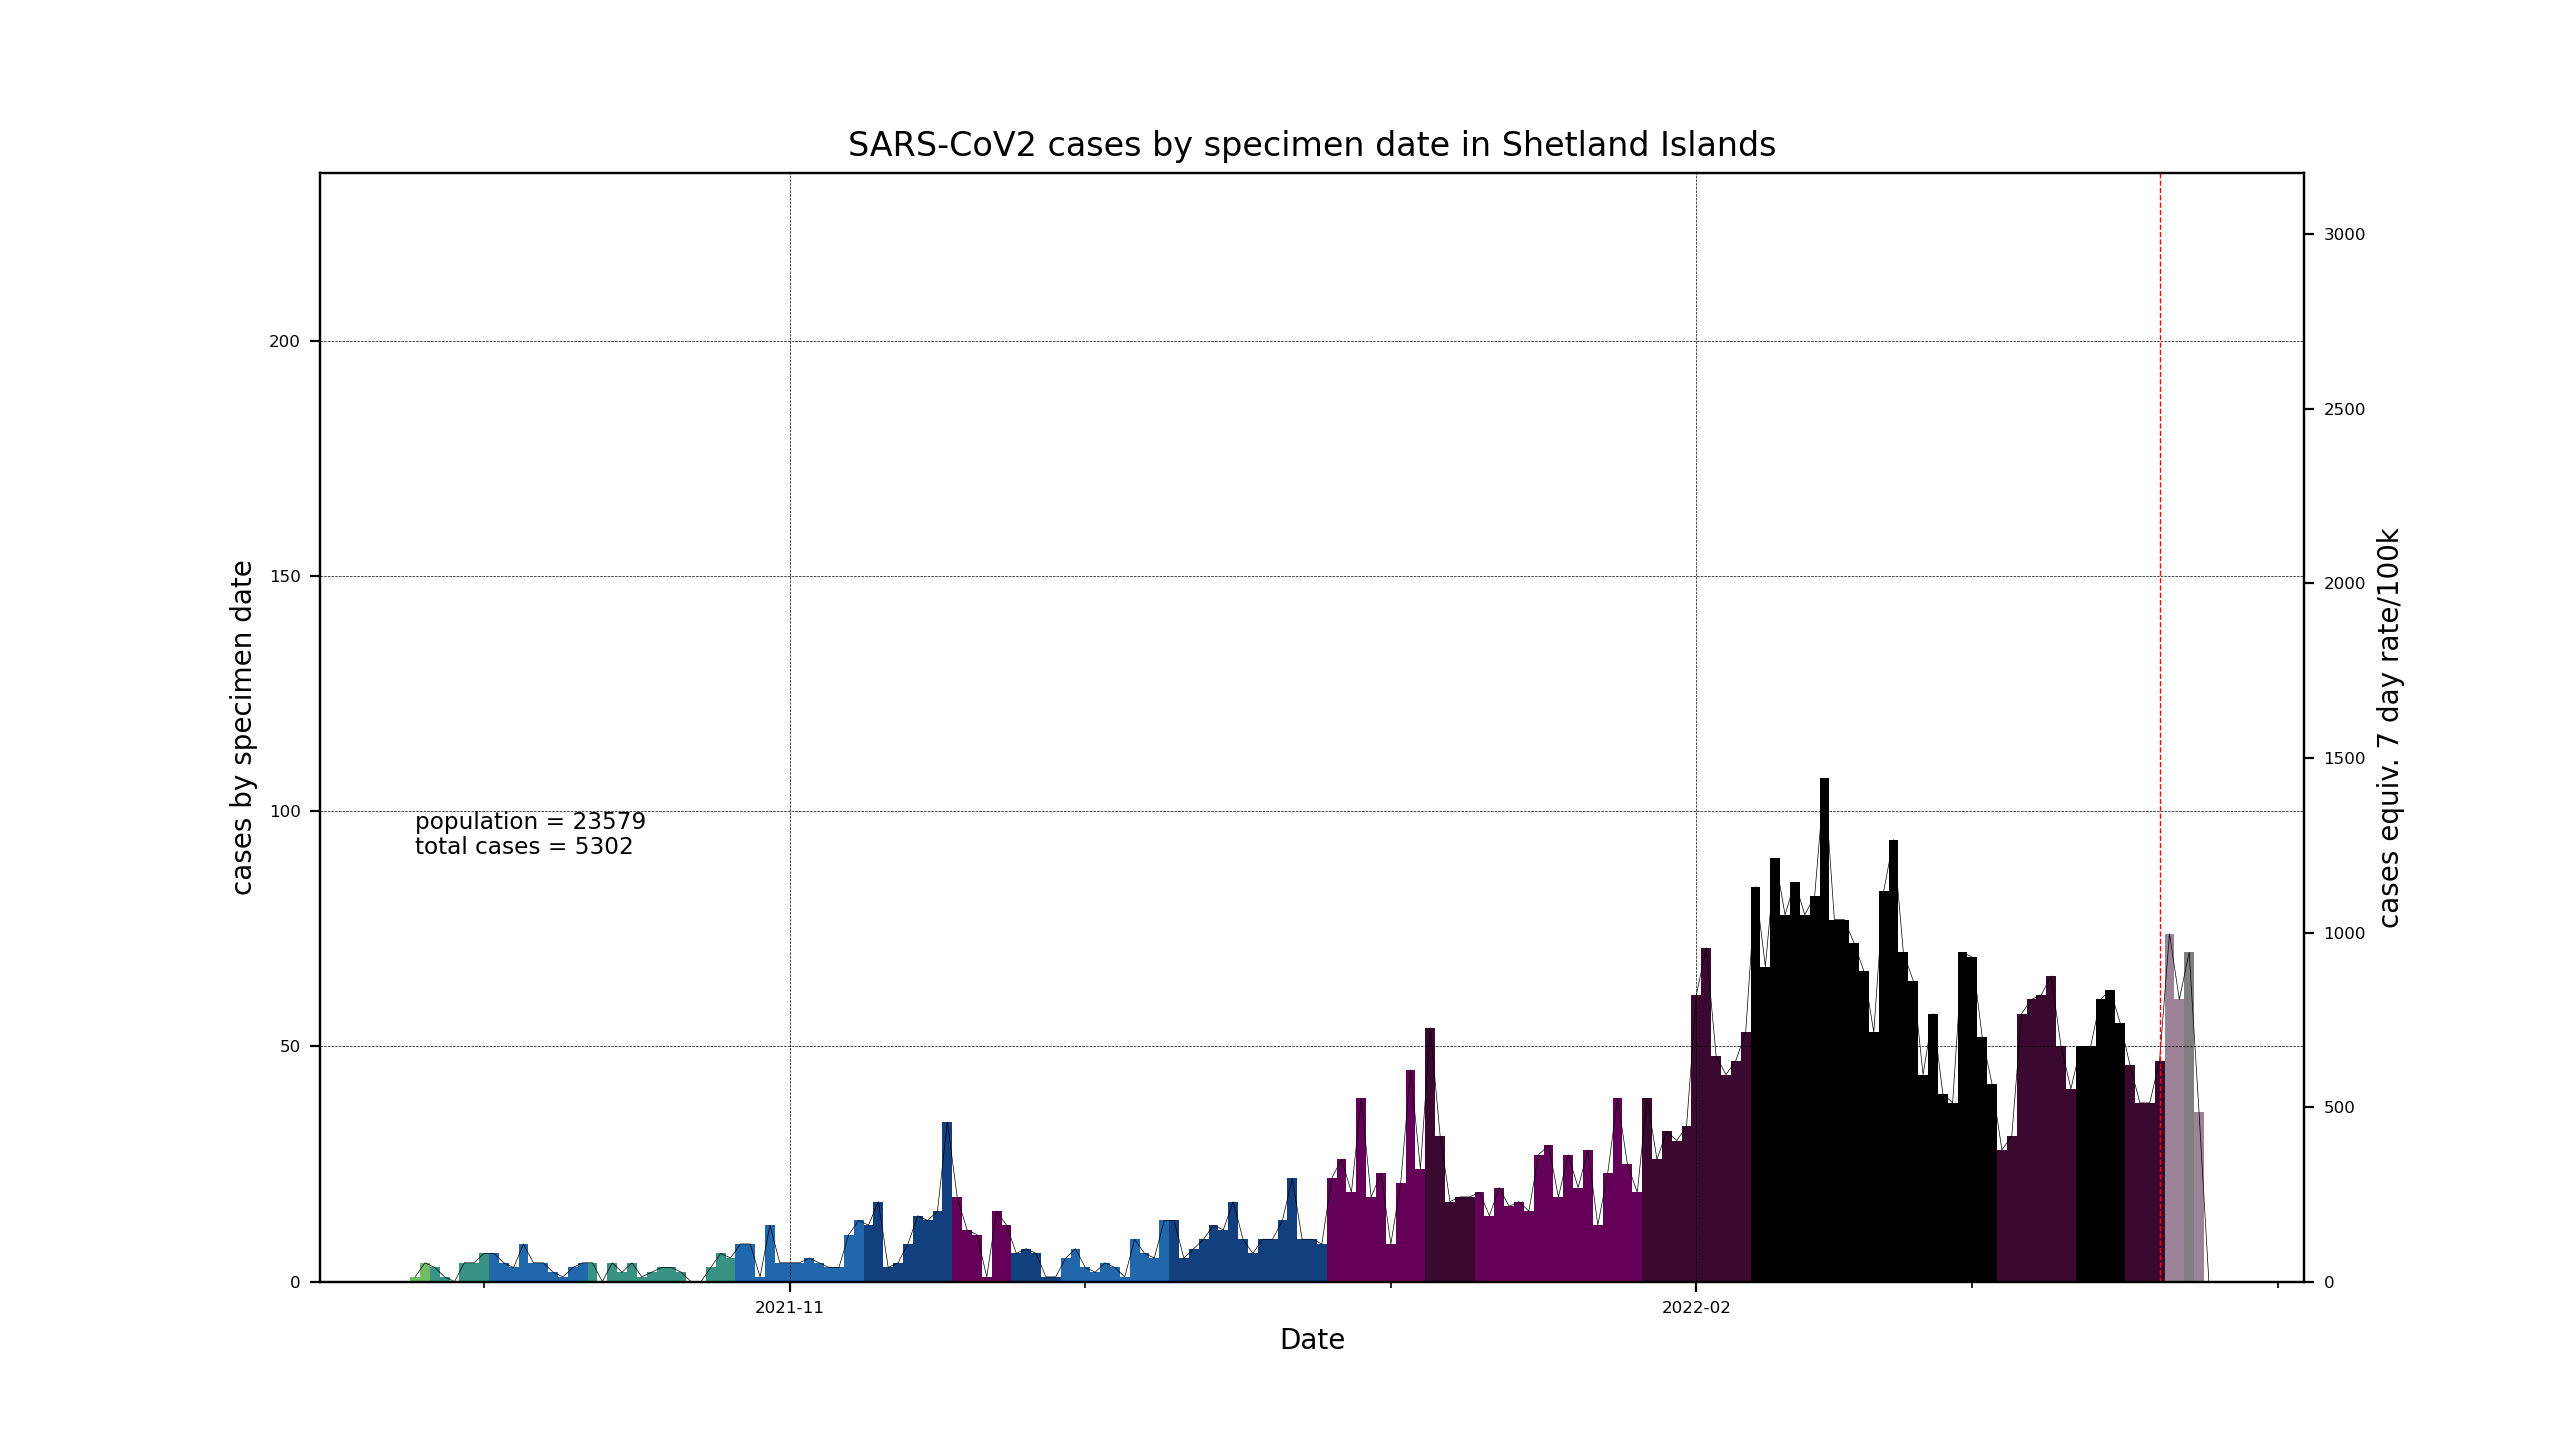 SARS-CoV2 cases by specimen date in Shetland Islands
cases by specimen date
200
150
100
50
0
population = 23579
total cases = 5302
3000
2500
2000
1500
1000
500
0
cases equiv. 7 day rate/100k
2021-11
2022-02
Date